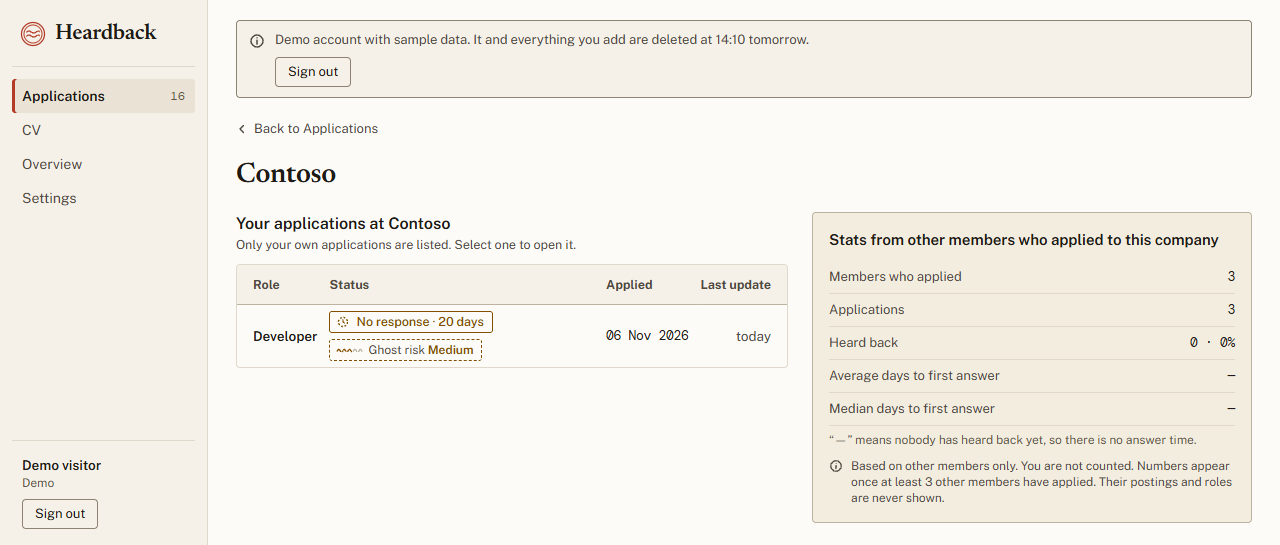 Heardback
Applications 16
CV
Overview
Settings
Demo visitor
Demo
Sign out
Demo account with sample data. It and everything you add are deleted at 14:10 tomorrow.
Sign out
Back to Applications
Contoso
Your applications at Contoso
Only your own applications are listed. Select one to open it.
Role Status Applied Last update
Developer No response · 20 days 06 Nov 2026 today
Ghost risk Medium
Stats from other members who applied to this company
Members who applied 3
Applications 3
Heard back 0 · 0%
Average days to first answer —
Median days to first answer —
“—” means nobody has heard back yet, so there is no answer time.
Based on other members only. You are not counted. Numbers appear
once at least 3 other members have applied. Their postings and roles
are never shown.